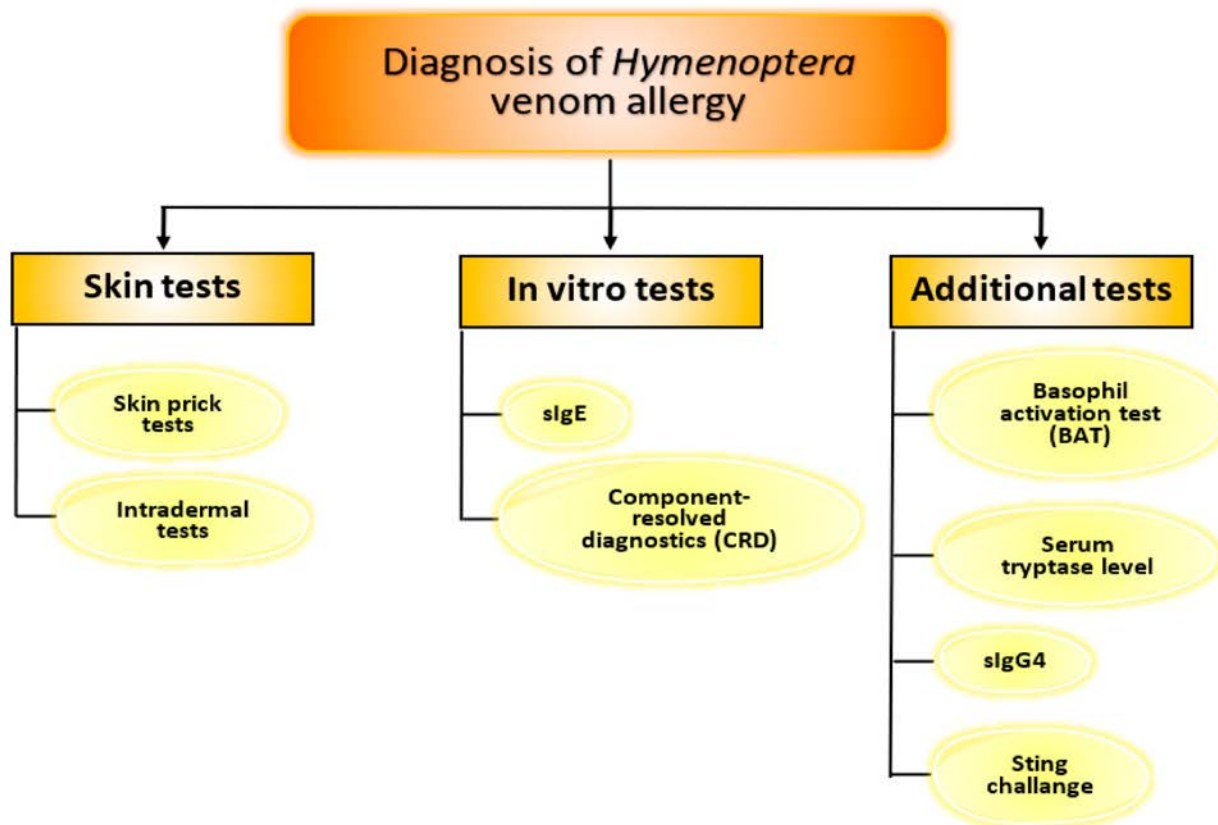 Diagnosis of Hymenoptera
venom allergy
Skin tests
Skin prick
tests
Intradermal
tests
In vitro tests
sIgE
Component-
resolved
diagnostics (CRD)
Additional tests
Basophil
activation test
(BAT)
Serum
tryptase level
sIgG4
Sting
challange